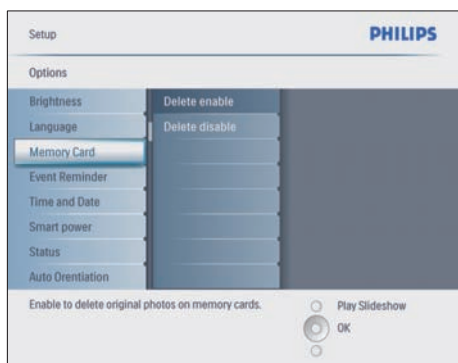 Setup
PHILIPS
Options
Brightness
Delete enable
Language
Delete disable
Memory Card
Event Reminder
Time and Date
Smart power
Status
Auto Orentiation
Enable to delete original photos on memory cards.
Play Slideshow
OK